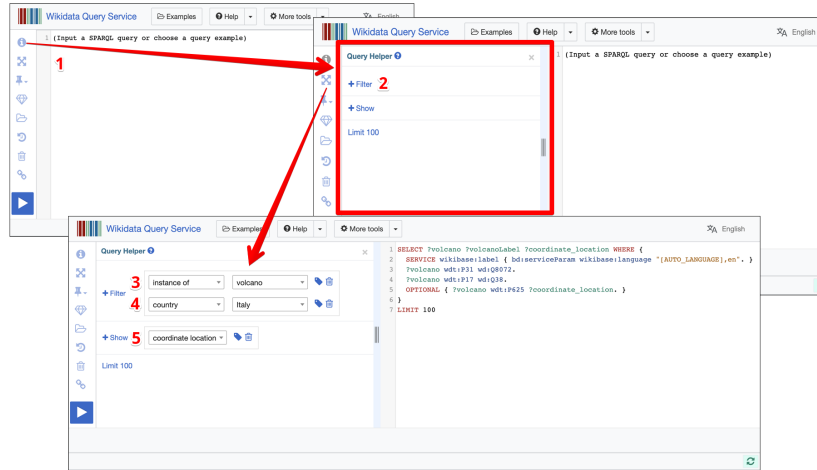 Wikidata Query Service Examples Help More tools English
1 (Input a SPARQL query or choose a query example)
1
Wikidata Query Service Examples Help More tools English
Query Helper ×
1 (Input a SPARQL query or choose a query example)
+ Filter 2
+ Show
Limit 100
Wikidata Query Service Examples Help More tools English
Query Helper ×
3 instance of volcano
+ Filter
4 country Italy
+ Show 5 coordinate location
Limit 100
1 SELECT ?volcano ?volcanoLabel ?coordinate_location WHERE {
2 SERVICE wikibase:label { bd:serviceParam wikibase:language "[AUTO_LANGUAGE],en". }
3 ?volcano wdt:P31 wd:Q8072.
4 ?volcano wdt:P17 wd:Q38.
5 OPTIONAL { ?volcano wdt:P625 ?coordinate_location. }
6 }
7 LIMIT 100